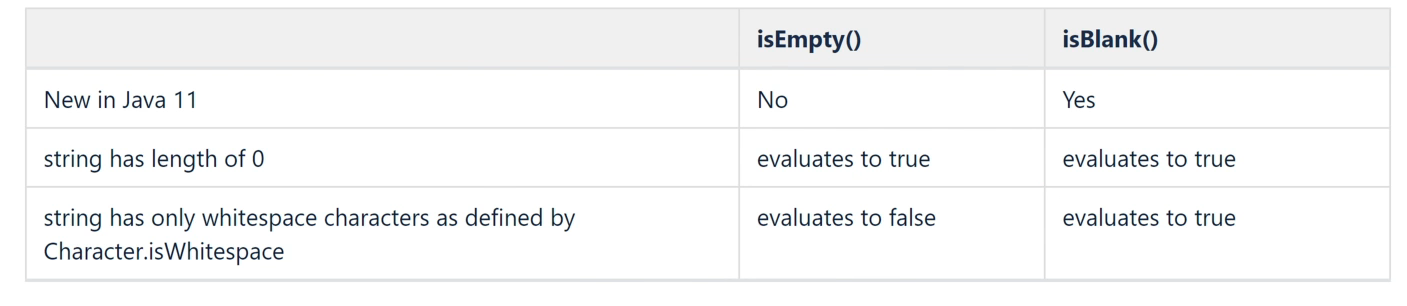 isEmpty() isBlank()
New in Java 11 No Yes
string has length of 0 evaluates to true evaluates to true
string has only whitespace characters as defined by evaluates to false evaluates to true
Character.isWhitespace